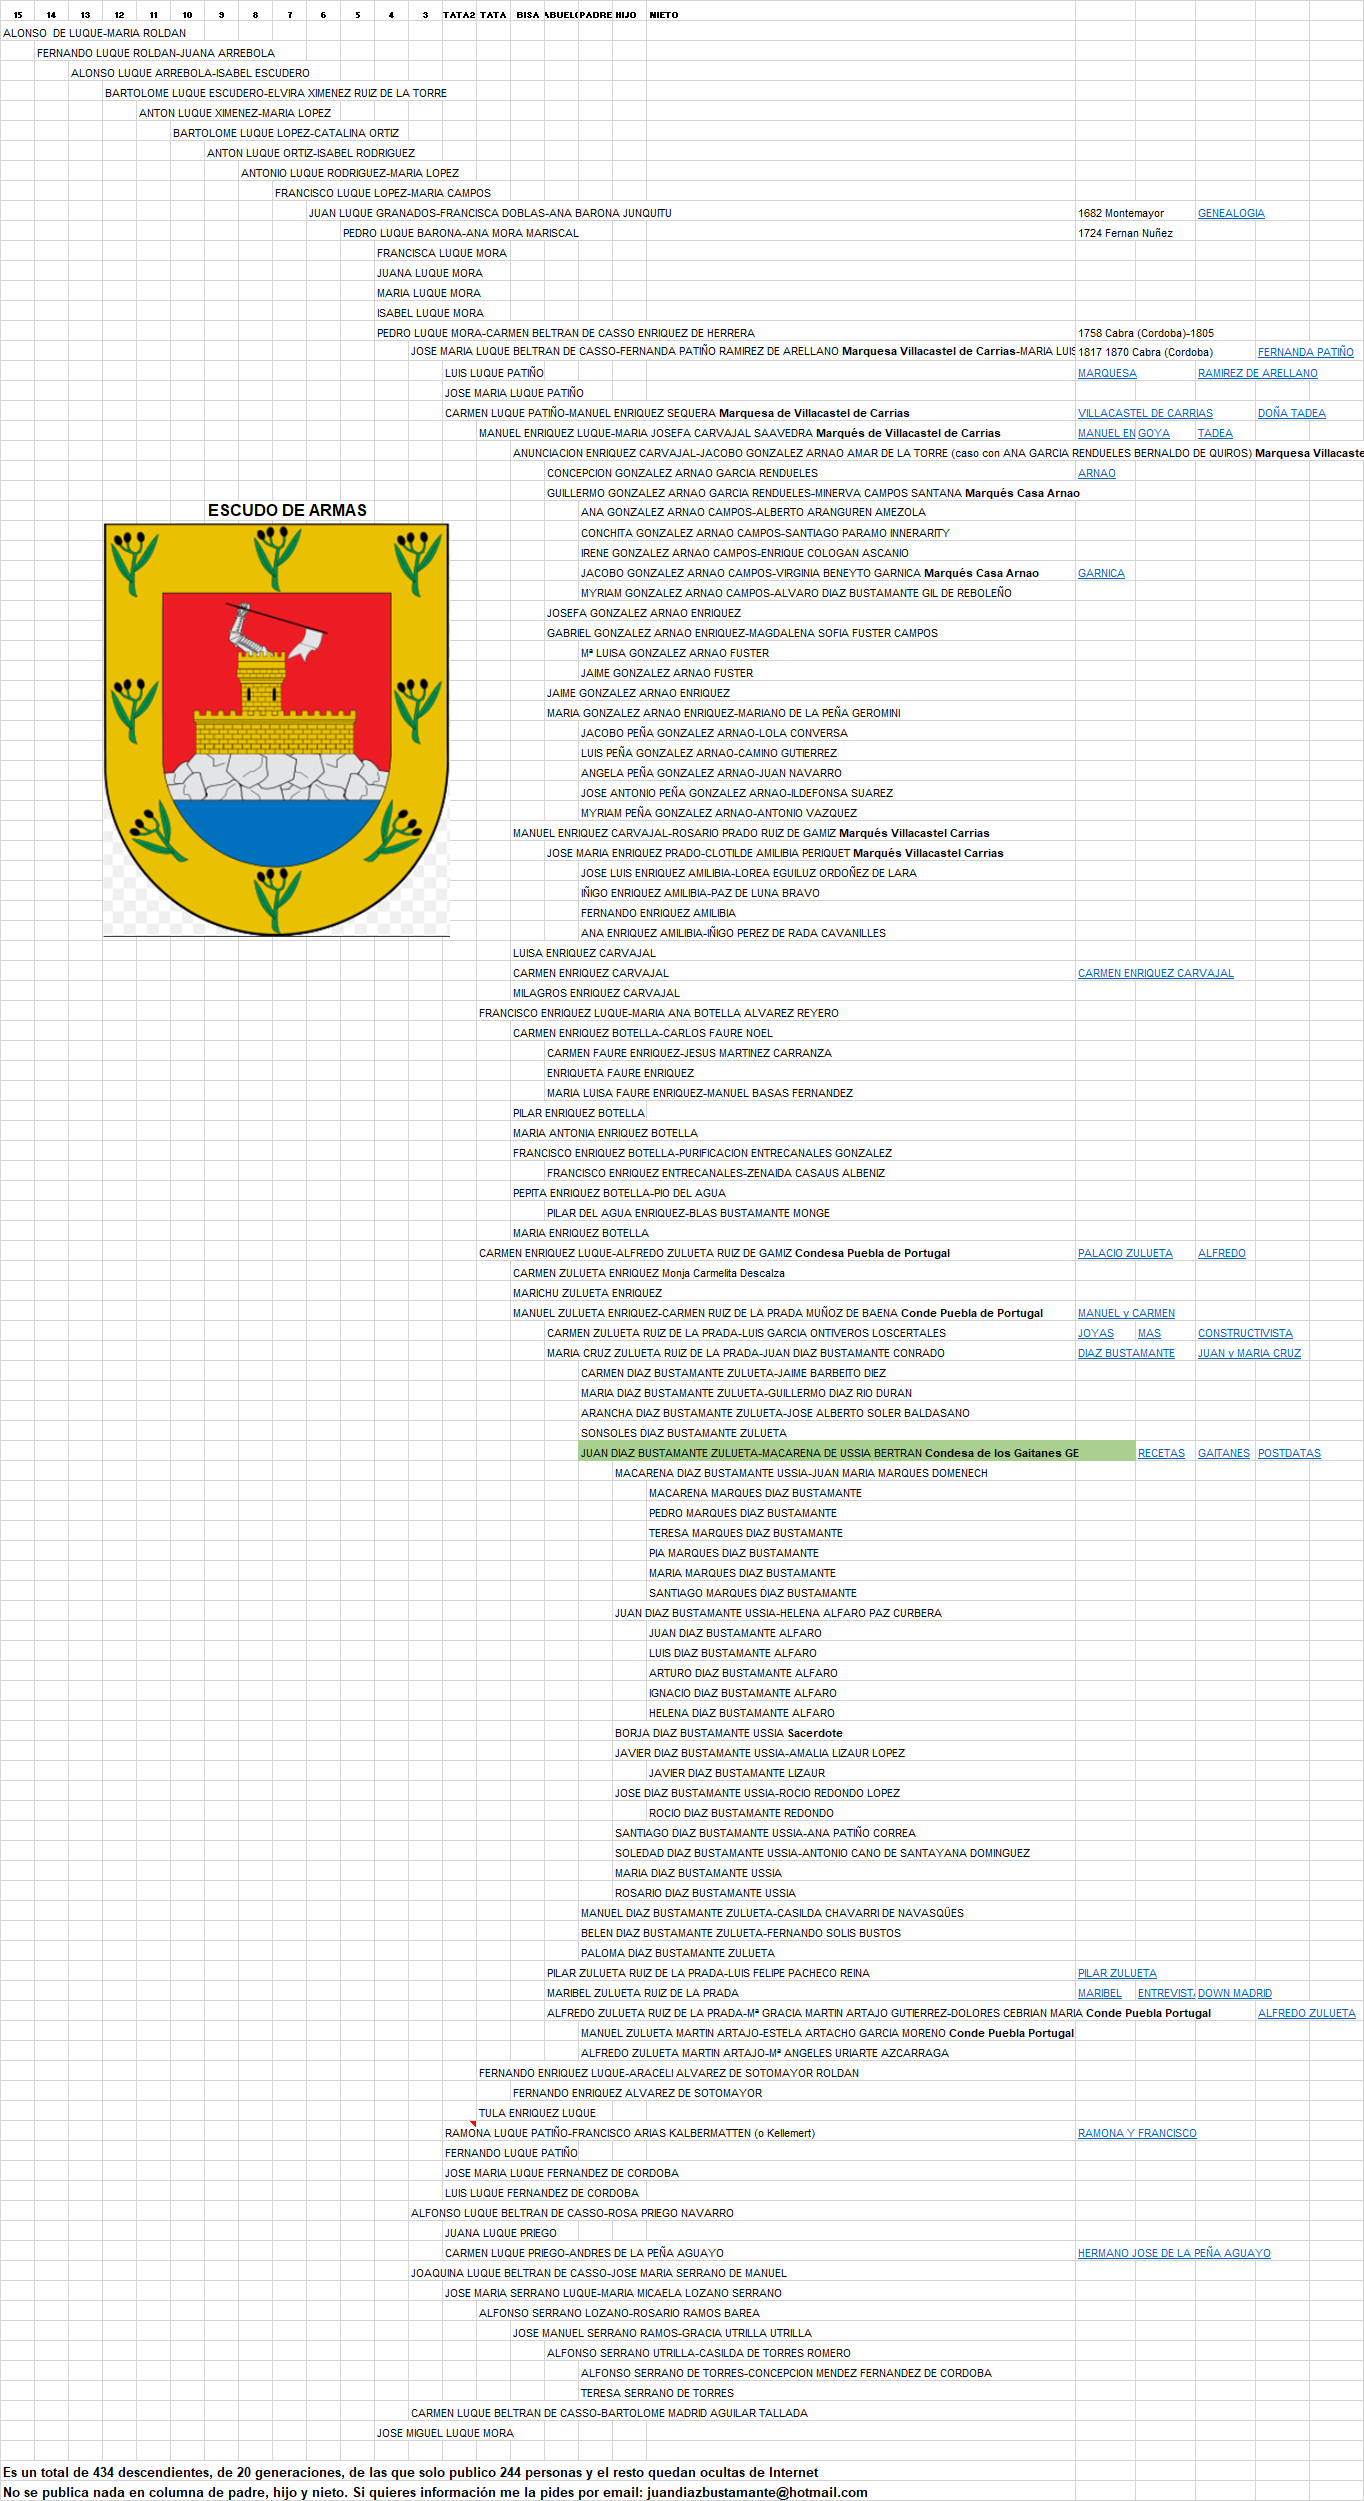 15 14 13 12 11 10 9 8 7 6 5 4 3 TATA2 TATA BISA ABUELO PADRE HIJO NIETO
ALONSO DE LUQUE-MARIA ROLDAN
FERNANDO LUQUE ROLDAN-JUANA ARREBOLA
ALONSO LUQUE ARREBOLA-ISABEL ESCUDERO
BARTOLOME LUQUE ESCUDERO-ELVIRA XIMENEZ RUIZ DE LA TORRE
ANTON LUQUE XIMENEZ-MARIA LOPEZ
BARTOLOME LUQUE LOPEZ-CATALINA ORTIZ
ANTON LUQUE ORTIZ-ISABEL RODRIGUEZ
ANTONIO LUQUE RODRIGUEZ-MARIA LOPEZ
FRANCISCO LUQUE LOPEZ-MARIA CAMPOS
JUAN LUQUE GRANADOS-FRANCISCA DOBLAS-ANA BARONA JUNQUITU 1682 Montemayor GENEALOGIA
PEDRO LUQUE BARONA-ANA MORA MARISCAL 1724 Fernan Nuñez
FRANCISCA LUQUE MORA
JUANA LUQUE MORA
MARIA LUQUE MORA
ISABEL LUQUE MORA
PEDRO LUQUE MORA-CARMEN BELTRAN DE CASSO ENRIQUEZ DE HERRERA 1758 Cabra (Cordoba)-1805
JOSE MARIA LUQUE BELTRAN DE CASSO-FERNANDA PATIÑO RAMIREZ DE ARELLANO Marquesa Villacastel de Carrias-MARIA LUIS 1817 1870 Cabra (Cordoba) FERNANDA PATIÑO
LUIS LUQUE PATIÑO MARQUESA RAMIREZ DE ARELLANO
JOSE MARIA LUQUE PATIÑO
CARMEN LUQUE PATIÑO-MANUEL ENRIQUEZ SEQUERA Marquesa de Villacastel de Carrias VILLACASTEL DE CARRIAS DOÑA TADEA
MANUEL ENRIQUEZ LUQUE-MARIA JOSEFA CARVAJAL SAAVEDRA Marqués de Villacastel de Carrias MANUEL EN GOYA TADEA
ANUNCIACION ENRIQUEZ CARVAJAL-JACOBO GONZALEZ ARNAO AMAR DE LA TORRE (caso con ANA GARCIA RENDUELES BERNALDO DE QUIROS) Marquesa Villacaste
CONCEPCION GONZALEZ ARNAO GARCIA RENDUELES ARNAO
GUILLERMO GONZALEZ ARNAO GARCIA RENDUELES-MINERVA CAMPOS SANTANA Marqués Casa Arnao
ESCUDO DE ARMAS
ANA GONZALEZ ARNAO CAMPOS-ALBERTO ARANGUREN AMEZOLA
CONCHITA GONZALEZ ARNAO CAMPOS-SANTIAGO PARAMO INNERARITY
IRENE GONZALEZ ARNAO CAMPOS-ENRIQUE COLOGAN ASCANIO
JACOBO GONZALEZ ARNAO CAMPOS-VIRGINIA BENEYTO GARNICA Marqués Casa Arnao GARNICA
MYRIAM GONZALEZ ARNAO CAMPOS-ALVARO DIAZ BUSTAMANTE GIL DE REBOLEÑO
JOSEFA GONZALEZ ARNAO ENRIQUEZ
GABRIEL GONZALEZ ARNAO ENRIQUEZ-MAGDALENA SOFIA FUSTER CAMPOS
Mª LUISA GONZALEZ ARNAO FUSTER
JAIME GONZALEZ ARNAO FUSTER
JAIME GONZALEZ ARNAO ENRIQUEZ
MARIA GONZALEZ ARNAO ENRIQUEZ-MARIANO DE LA PEÑA GEROMINI
JACOBO PEÑA GONZALEZ ARNAO-LOLA CONVERSA
LUIS PEÑA GONZALEZ ARNAO-CAMINO GUTIERREZ
ANGELA PEÑA GONZALEZ ARNAO-JUAN NAVARRO
JOSE ANTONIO PEÑA GONZALEZ ARNAO-ILDEFONSA SUAREZ
MYRIAM PEÑA GONZALEZ ARNAO-ANTONIO VAZQUEZ
MANUEL ENRIQUEZ CARVAJAL-ROSARIO PRADO RUIZ DE GAMIZ Marqués Villacastel Carrias
JOSE MARIA ENRIQUEZ PRADO-CLOTILDE AMILIBIA PERIQUET Marqués Villacastel Carrias
JOSE LUIS ENRIQUEZ AMILIBIA-LOREA EGUILUZ ORDOÑEZ DE LARA
IÑIGO ENRIQUEZ AMILIBIA-PAZ DE LUNA BRAVO
FERNANDO ENRIQUEZ AMILIBIA
ANA ENRIQUEZ AMILIBIA-IÑIGO PEREZ DE RADA CAVANILLES
LUISA ENRIQUEZ CARVAJAL
CARMEN ENRIQUEZ CARVAJAL CARMEN ENRIQUEZ CARVAJAL
MILAGROS ENRIQUEZ CARVAJAL
FRANCISCO ENRIQUEZ LUQUE-MARIA ANA BOTELLA ALVAREZ REYERO
CARMEN ENRIQUEZ BOTELLA-CARLOS FAURE NOEL
CARMEN FAURE ENRIQUEZ-JESUS MARTINEZ CARRANZA
ENRIQUETA FAURE ENRIQUEZ
MARIA LUISA FAURE ENRIQUEZ-MANUEL BASAS FERNANDEZ
PILAR ENRIQUEZ BOTELLA
MARIA ANTONIA ENRIQUEZ BOTELLA
FRANCISCO ENRIQUEZ BOTELLA-PURIFICACION ENTRECANALES GONZALEZ
FRANCISCO ENRIQUEZ ENTRECANALES-ZENAIDA CASAUS ALBENIZ
PEPITA ENRIQUEZ BOTELLA-PIO DEL AGUA
PILAR DEL AGUA ENRIQUEZ-BLAS BUSTAMANTE MONGE
MARIA ENRIQUEZ BOTELLA
CARMEN ENRIQUEZ LUQUE-ALFREDO ZULUETA RUIZ DE GAMIZ Condesa Puebla de Portugal PALACIO ZULUETA ALFREDO
CARMEN ZULUETA ENRIQUEZ Monja Carmelita Descalza
MARICHU ZULUETA ENRIQUEZ
MANUEL ZULUETA ENRIQUEZ-CARMEN RUIZ DE LA PRADA MUÑOZ DE BAENA Conde Puebla de Portugal MANUEL y CARMEN
CARMEN ZULUETA RUIZ DE LA PRADA-LUIS GARCIA ONTIVEROS LOSCERTALES JOYAS MAS CONSTRUCTIVISTA
MARIA CRUZ ZULUETA RUIZ DE LA PRADA-JUAN DIAZ BUSTAMANTE CONRADO DIAZ BUSTAMANTE JUAN y MARIA CRUZ
CARMEN DIAZ BUSTAMANTE ZULUETA-JAIME BARBEITO DIEZ
MARIA DIAZ BUSTAMANTE ZULUETA-GUILLERMO DIAZ RIO DURAN
ARANCHA DIAZ BUSTAMANTE ZULUETA-JOSE ALBERTO SOLER BALDASANO
SONSOLES DIAZ BUSTAMANTE ZULUETA
JUAN DIAZ BUSTAMANTE ZULUETA-MACARENA DE USSIA BERTRAN Condesa de los Gaitanes GE RECETAS GAITANES POSTDATAS
MACARENA DIAZ BUSTAMANTE USSIA-JUAN MARIA MARQUES DOMENECH
MACARENA MARQUES DIAZ BUSTAMANTE
PEDRO MARQUES DIAZ BUSTAMANTE
TERESA MARQUES DIAZ BUSTAMANTE
PIA MARQUES DIAZ BUSTAMANTE
MARIA MARQUES DIAZ BUSTAMANTE
SANTIAGO MARQUES DIAZ BUSTAMANTE
JUAN DIAZ BUSTAMANTE USSIA-HELENA ALFARO PAZ CURBERA
JUAN DIAZ BUSTAMANTE ALFARO
LUIS DIAZ BUSTAMANTE ALFARO
ARTURO DIAZ BUSTAMANTE ALFARO
IGNACIO DIAZ BUSTAMANTE ALFARO
HELENA DIAZ BUSTAMANTE ALFARO
BORJA DIAZ BUSTAMANTE USSIA Sacerdote
JAVIER DIAZ BUSTAMANTE USSIA-AMALIA LIZAUR LOPEZ
JAVIER DIAZ BUSTAMANTE LIZAUR
JOSE DIAZ BUSTAMANTE USSIA-ROCIO REDONDO LOPEZ
ROCIO DIAZ BUSTAMANTE REDONDO
SANTIAGO DIAZ BUSTAMANTE USSIA-ANA PATIÑO CORREA
SOLEDAD DIAZ BUSTAMANTE USSIA-ANTONIO CANO DE SANTAYANA DOMINGUEZ
MARIA DIAZ BUSTAMANTE USSIA
ROSARIO DIAZ BUSTAMANTE USSIA
MANUEL DIAZ BUSTAMANTE ZULUETA-CASILDA CHAVARRI DE NAVASQÜES
BELEN DIAZ BUSTAMANTE ZULUETA-FERNANDO SOLIS BUSTOS
PALOMA DIAZ BUSTAMANTE ZULUETA
PILAR ZULUETA RUIZ DE LA PRADA-LUIS FELIPE PACHECO REINA PILAR ZULUETA
MARIBEL ZULUETA RUIZ DE LA PRADA MARIBEL ENTREVISTA DOWN MADRID
ALFREDO ZULUETA RUIZ DE LA PRADA-Mª GRACIA MARTIN ARTAJO GUTIERREZ-DOLORES CEBRIAN MARIA Conde Puebla Portugal ALFREDO ZULUETA
MANUEL ZULUETA MARTIN ARTAJO-ESTELA ARTACHO GARCIA MORENO Conde Puebla Portugal
ALFREDO ZULUETA MARTIN ARTAJO-Mª ANGELES URIARTE AZCARRAGA
FERNANDO ENRIQUEZ LUQUE-ARACELI ALVAREZ DE SOTOMAYOR ROLDAN
FERNANDO ENRIQUEZ ALVAREZ DE SOTOMAYOR
TULA ENRIQUEZ LUQUE
RAMONA LUQUE PATIÑO-FRANCISCO ARIAS KALBERMATTEN (o Kellemert) RAMONA Y FRANCISCO
FERNANDO LUQUE PATIÑO
JOSE MARIA LUQUE FERNANDEZ DE CORDOBA
LUIS LUQUE FERNANDEZ DE CORDOBA
ALFONSO LUQUE BELTRAN DE CASSO-ROSA PRIEGO NAVARRO
JUANA LUQUE PRIEGO
CARMEN LUQUE PRIEGO-ANDRES DE LA PEÑA AGUAYO HERMANO JOSE DE LA PEÑA AGUAYO
JOAQUINA LUQUE BELTRAN DE CASSO-JOSE MARIA SERRANO DE MANUEL
JOSE MARIA SERRANO LUQUE-MARIA MICAELA LOZANO SERRANO
ALFONSO SERRANO LOZANO-ROSARIO RAMOS BAREA
JOSE MANUEL SERRANO RAMOS-GRACIA UTRILLA UTRILLA
ALFONSO SERRANO UTRILLA-CASILDA DE TORRES ROMERO
ALFONSO SERRANO DE TORRES-CONCEPCION MENDEZ FERNANDEZ DE CORDOBA
TERESA SERRANO DE TORRES
CARMEN LUQUE BELTRAN DE CASSO-BARTOLOME MADRID AGUILAR TALLADA
JOSE MIGUEL LUQUE MORA
Es un total de 434 descendientes, de 20 generaciones, de las que solo publico 244 personas y el resto quedan ocultas de Internet
No se publica nada en columna de padre, hijo y nieto. Si quieres información me la pides por email: juandiazbustamante@hotmail.com